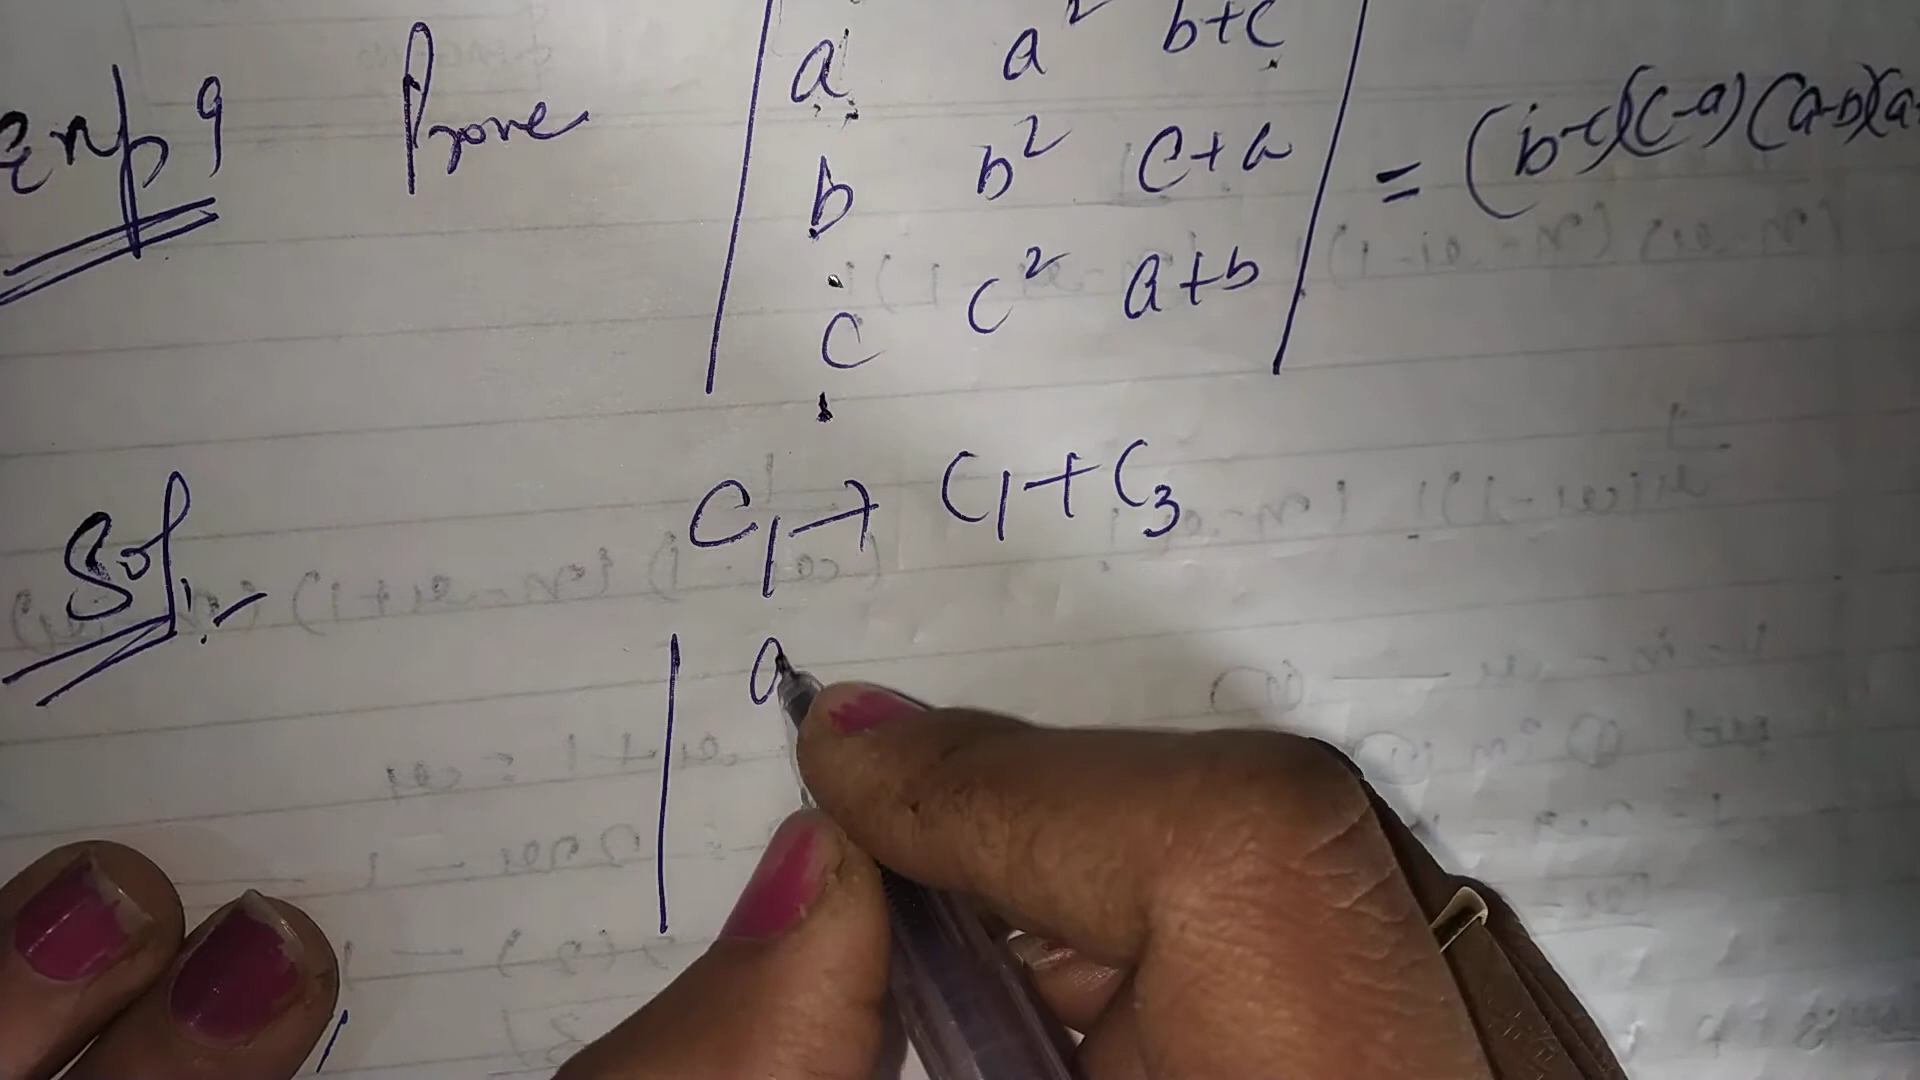 a a² b+c
Exp 9 Prove b b² c+a = (b-c)(c-a)(a-b)(a+
c c² a+b
Sol:- C₁ → C₁+C₃
a